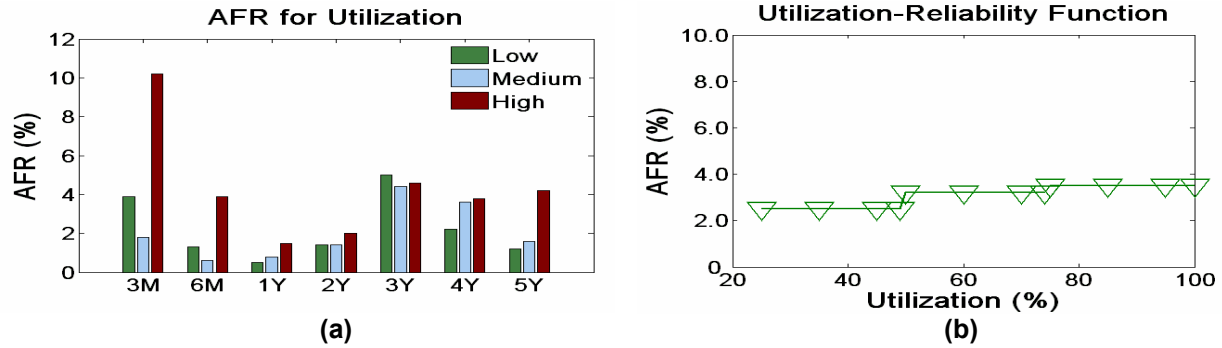 AFR for Utilization
12
10
8
6
4
2
0
AFR (%)
Low
Medium
High
3M 6M 1Y 2Y 3Y 4Y 5Y
(a)
Utilization-Reliability Function
10.0
8.0
6.0
4.0
2.0
.0
AFR (%)
20 40 60 80 100
Utilization (%)
(b)